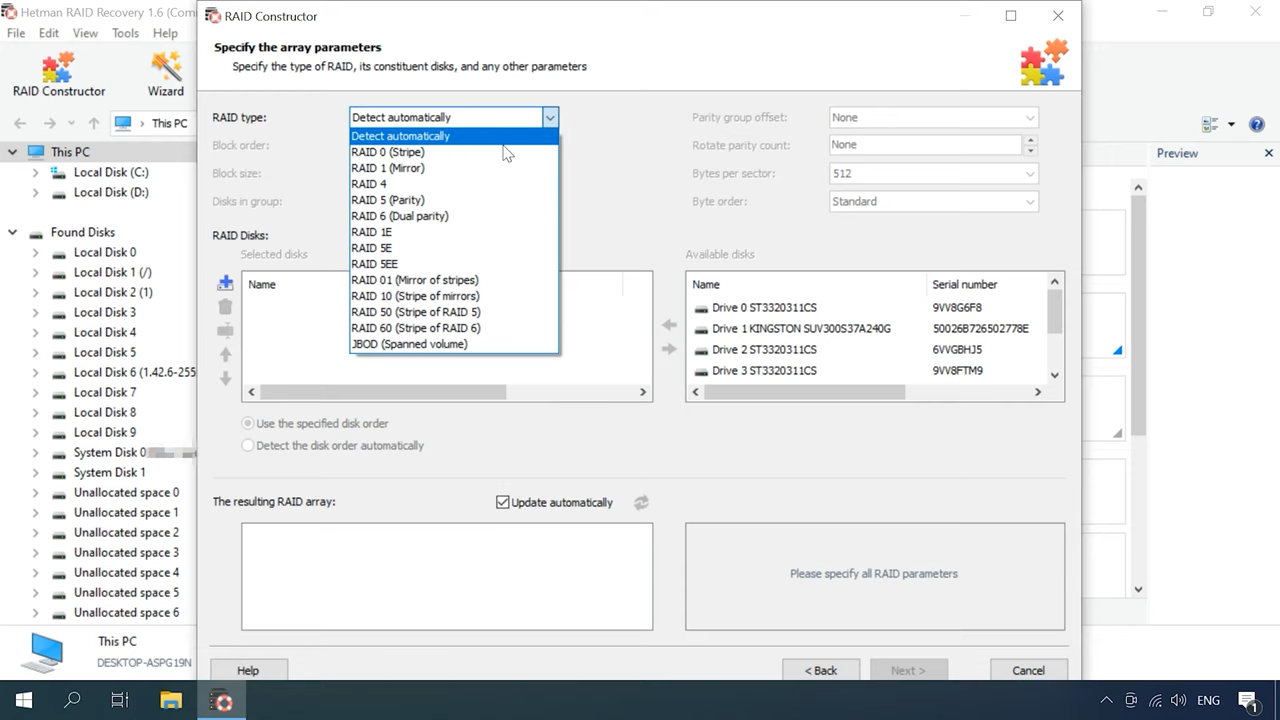 Hetman RAID Recovery 1.6 (Com
File Edit View Tools Help
RAID Constructor
Wizard
This PC
This PC
Local Disk (C:)
Local Disk (D:)
Found Disks
Local Disk 0
Local Disk 1 (/)
Local Disk 2 (1)
Local Disk 3
Local Disk 4
Local Disk 5
Local Disk 6 (1.42.6-255
Local Disk 7
Local Disk 8
Local Disk 9
System Disk 0
System Disk 1
Unallocated space 0
Unallocated space 1
Unallocated space 2
Unallocated space 3
Unallocated space 4
Unallocated space 5
Unallocated space 6
This PC
DESKTOP-ASPG19N
RAID Constructor
Specify the array parameters
Specify the type of RAID, its constituent disks, and any other parameters
RAID type:
Detect automatically
Block order:
Block size:
Disks in group:
Detect automatically
RAID 0 (Stripe)
RAID 1 (Mirror)
RAID 4
RAID 5 (Parity)
RAID 6 (Dual parity)
RAID 1E
RAID 5E
RAID 5EE
RAID 01 (Mirror of stripes)
RAID 10 (Stripe of mirrors)
RAID 50 (Stripe of RAID 5)
RAID 60 (Stripe of RAID 6)
JBOD (Spanned volume)
Parity group offset: None
Rotate parity count: None
Bytes per sector: 512
Byte order: Standard
RAID Disks:
Selected disks
Name
Available disks
Name Serial number
Drive 0 ST3320311CS 9VV8G6F8
Drive 1 KINGSTON SUV300S37A240G 50026B726502778E
Drive 2 ST3320311CS 6VVGBHJ5
Drive 3 ST3320311CS 9VV8FTM9
Use the specified disk order
Detect the disk order automatically
The resulting RAID array:
Update automatically
Please specify all RAID parameters
Help
< Back
Next >
Cancel
Preview
ENG
1